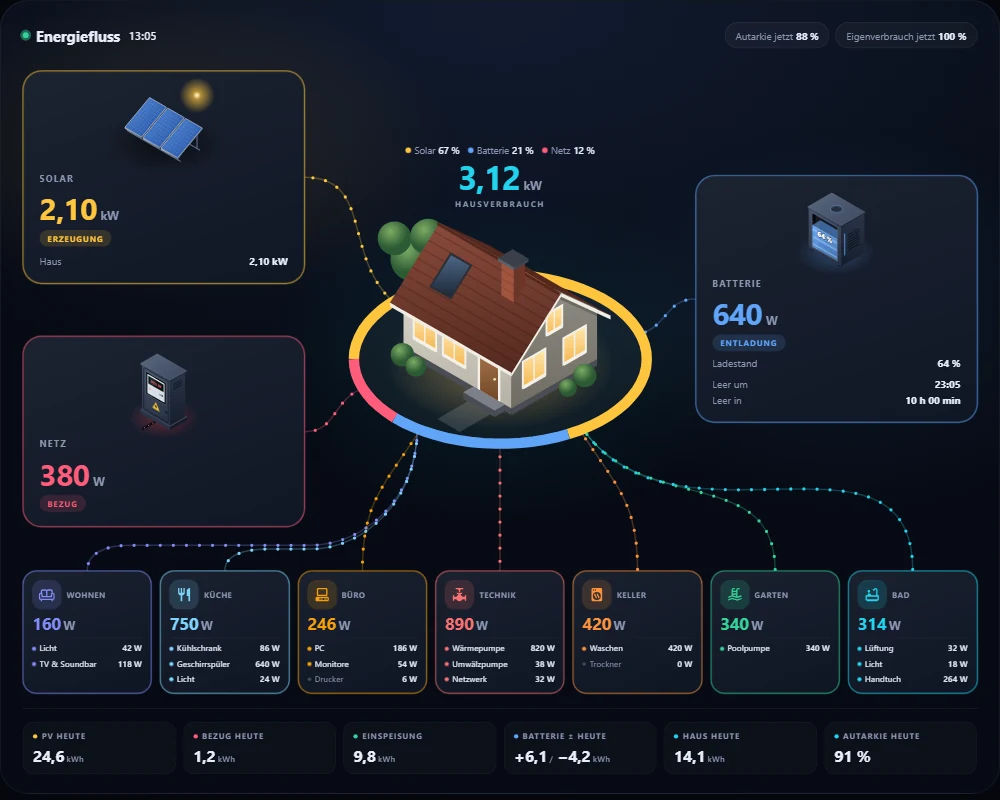 Energiefluss 13:05
Autarkie jetzt 88 %
Eigenverbrauch jetzt 100 %
SOLAR
2,10 kW
ERZEUGUNG
Haus 2,10 kW
Solar 67 % Batterie 21 % Netz 12 %
3,12 kW
HAUSVERBRAUCH
64 %
BATTERIE
640 W
ENTLADUNG
Ladestand 64 %
Leer um 23:05
Leer in 10 h 00 min
NETZ
380 W
BEZUG
WOHNEN
160 W
Licht 42 W
TV & Soundbar 118 W
KÜCHE
750 W
Kühlschrank 86 W
Geschirrspüler 640 W
Licht 24 W
BÜRO
246 W
PC 186 W
Monitore 54 W
Drucker 6 W
TECHNIK
890 W
Wärmepumpe 820 W
Umwälzpumpe 38 W
Netzwerk 32 W
KELLER
420 W
Waschen 420 W
Trockner 0 W
GARTEN
340 W
Poolpumpe 340 W
BAD
314 W
Lüftung 32 W
Licht 18 W
Handtuch 264 W
PV HEUTE
24,6 kWh
BEZUG HEUTE
1,2 kWh
EINSPEISUNG
9,8 kWh
BATTERIE ± HEUTE
+6,1 / −4,2 kWh
HAUS HEUTE
14,1 kWh
AUTARKIE HEUTE
91 %